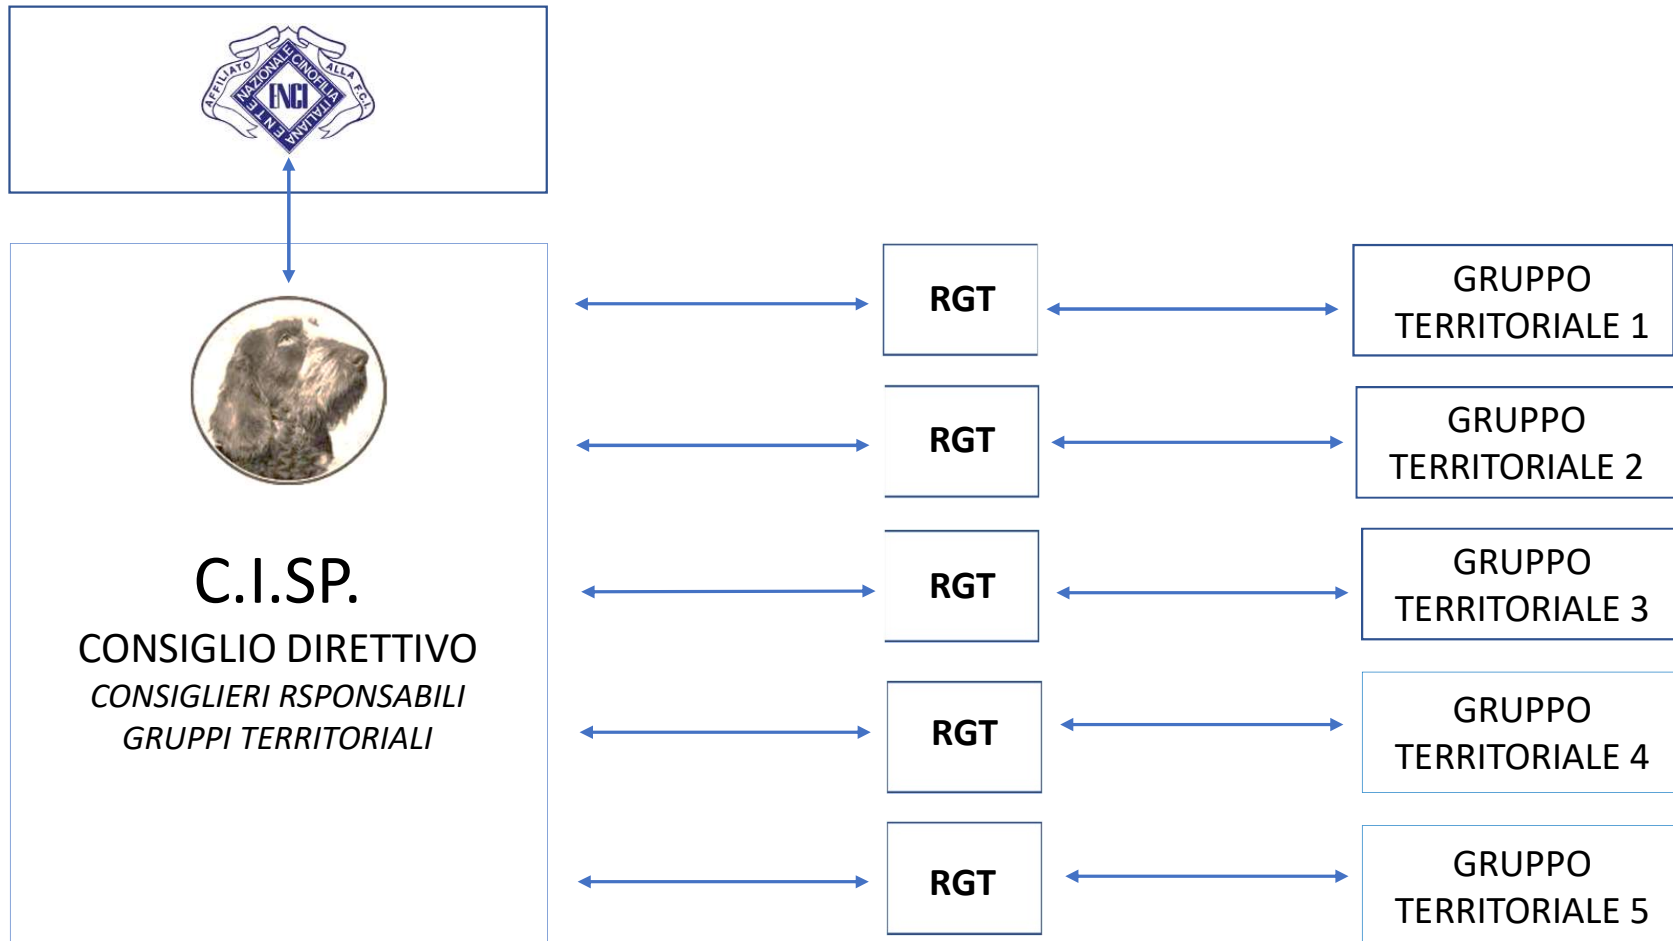 AFFILIATO ALLA F.C.I.
ENTE NAZIONALE CINOFILIA ITALIANA
ENCI
C.I.SP.
CONSIGLIO DIRETTIVO
CONSIGLIERI RSPONSABILI
GRUPPI TERRITORIALI
RGT
GRUPPO
TERRITORIALE 1
RGT
GRUPPO
TERRITORIALE 2
RGT
GRUPPO
TERRITORIALE 3
RGT
GRUPPO
TERRITORIALE 4
RGT
GRUPPO
TERRITORIALE 5